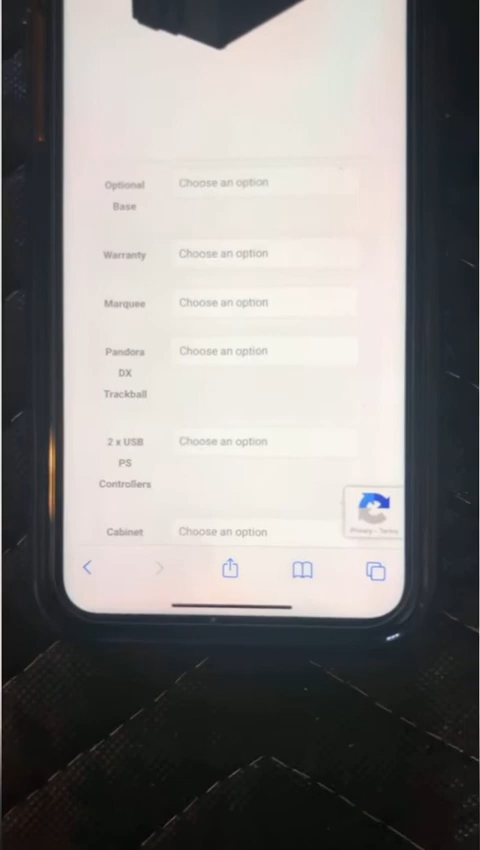 Optional
Base
Choose an option
Warranty
Choose an option
Marquee
Choose an option
Pandora
DX
Trackball
Choose an option
2 x USB
PS
Controllers
Choose an option
Cabinet
Choose an option
Privacy - Terms